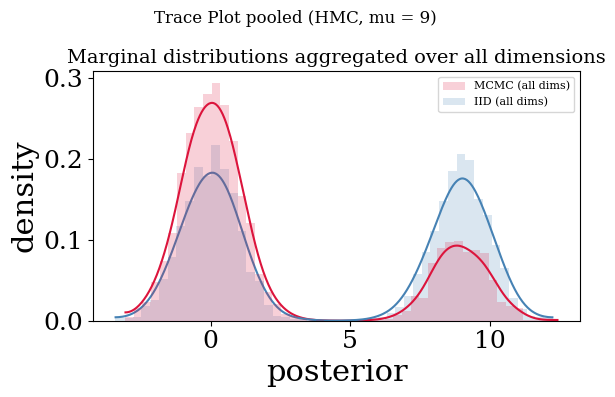 Trace Plot pooled (HMC, mu = 9)
Marginal distributions aggregated over all dimensions
MCMC (all dims)
IID (all dims)
density
0.3
0.2
0.1
0.0
0 5 10
posterior